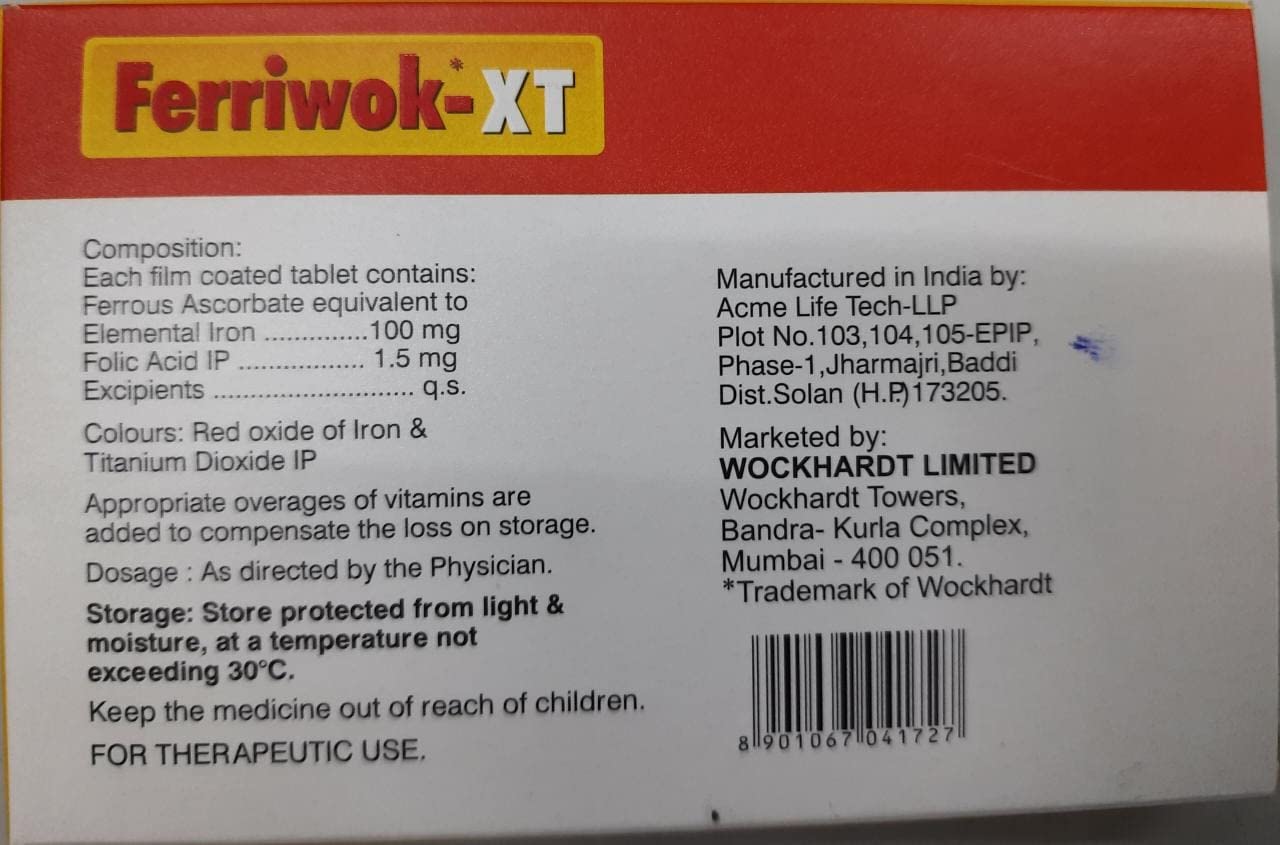 Ferriwok*-XT
Composition:
Each film coated tablet contains:
Ferrous Ascorbate equivalent to
Elemental Iron ..............100 mg
Folic Acid IP ................. 1.5 mg
Excipients ........................... q.s.
Colours: Red oxide of Iron &
Titanium Dioxide IP
Appropriate overages of vitamins are
added to compensate the loss on storage.
Dosage : As directed by the Physician.
Storage: Store protected from light &
moisture, at a temperature not
exceeding 30°C.
Keep the medicine out of reach of children.
FOR THERAPEUTIC USE.
Manufactured in India by:
Acme Life Tech-LLP
Plot No.103,104,105-EPIP,
Phase-1,Jharmajri,Baddi
Dist.Solan (H.P.)173205.
Marketed by:
WOCKHARDT LIMITED
Wockhardt Towers,
Bandra- Kurla Complex,
Mumbai - 400 051.
*Trademark of Wockhardt
8 901067 041727